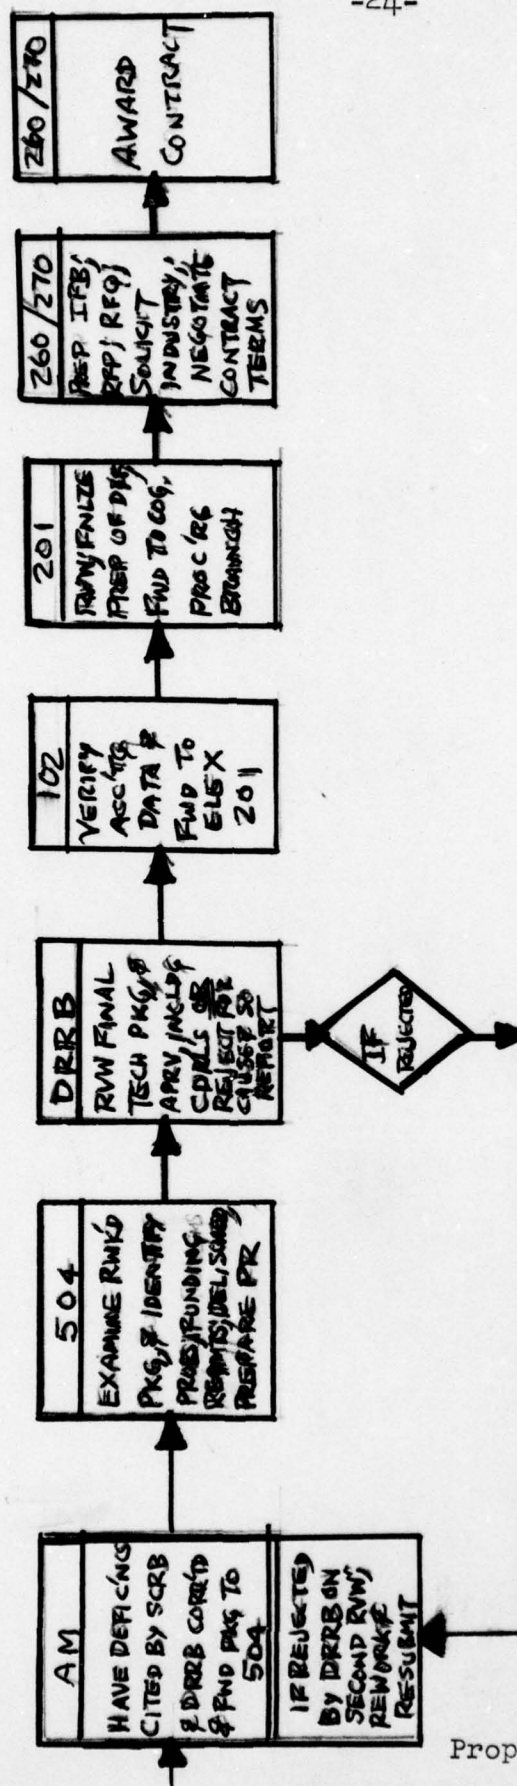 -24-
AM
HAVE DEFIC'NCS
CITED BY SCRB
& DRRB CORR'TD
& FWD PKG TO
504
IF REJECTED
BY DRRB ON
SECOND RVW,
REWORK &
RESUBMIT
504
EXAMINE RWK'D
PKG, & IDENTIFY
PROBS, FUNDING
REQMTS, DEL, SCHED,
PREPARE PR
DRRB
RVW FINAL
TECH PKG, &
APRV, INCLD'G
CDRL'S OR
REJECT FOR
CAUSE & SO
REPORT
IF
REJECTED
102
VERIFY
ACC'TG
DATA &
FWD TO
ELEX
201
201
RVW/FNLZE
PREP OF
FWD TO COG,
PROC'RG
BRANCH
260/270
PREP IFB,
RFP, RFQ,
SOLICIT
INDUSTRY,
NEGOTIATE
CONTRACT
TERMS
260/270
AWARD
CONTRACT
Prop